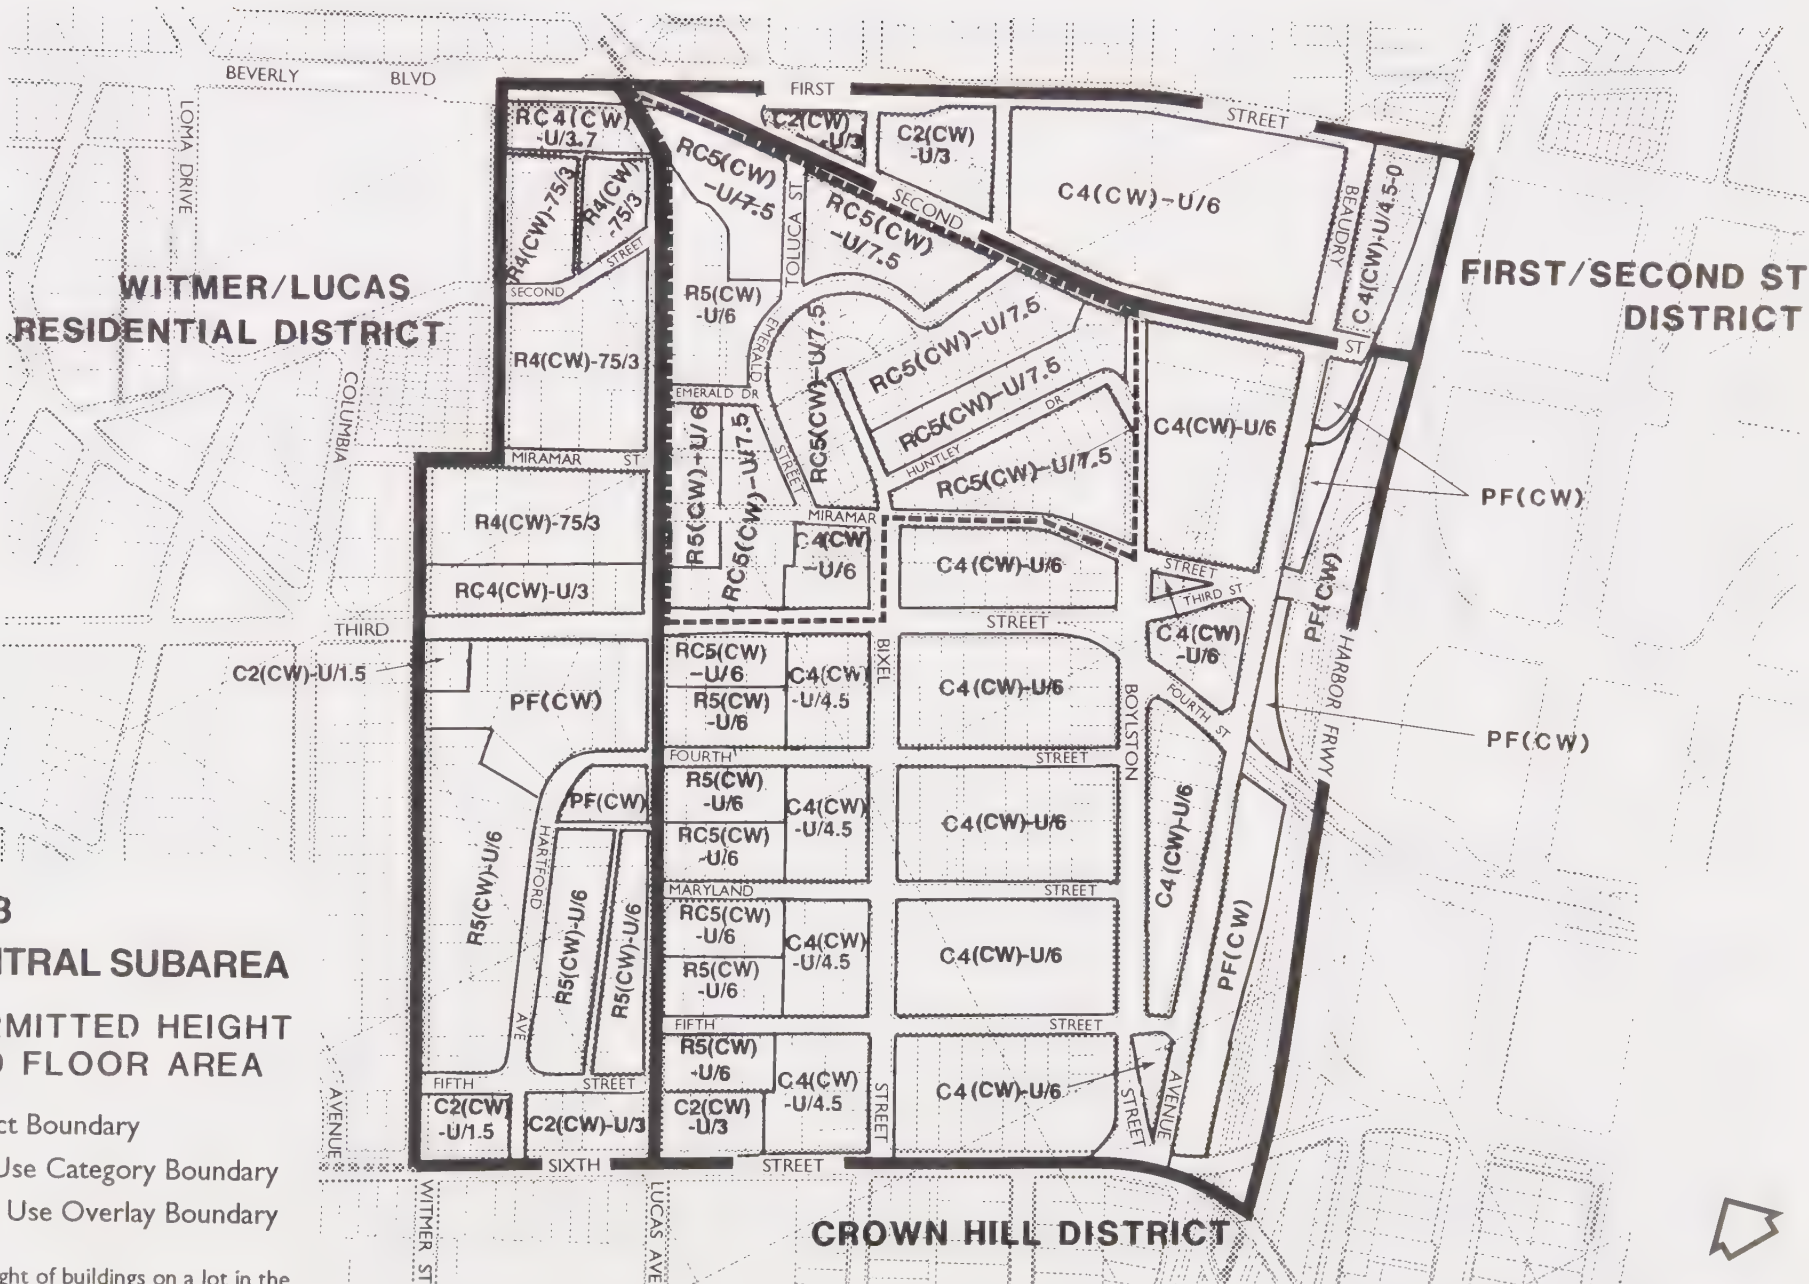 BEVERLY BLVD
FIRST
STREET
LOMA DRIVE
RC4(CW)
-U/3.7
C2(CW)
-U/3
C2(CW)
-U/3
C4(CW)-U/6
BEAUDRY
C4(CW)-U/4.5-0
R4(CW)-75/3
R4(CW)
-75/3
STREET
SECOND
RC5(CW)
-U/7.5
TOLUCA ST
RC5(CW)
-U/7.5
SECOND
ST
WITMER/LUCAS
RESIDENTIAL DISTRICT
FIRST/SECOND ST
DISTRICT
R5(CW)
-U/6
EMERALD
EMERALD DR
STREET
RC5(CW)-U/7.5
RC5(CW)-U/7.5
RC5(CW)-U/7.5
HUNTLEY DR
RC5(CW)-U/7.5
C4(CW)-U/6
R4(CW)-75/3
COLUMBIA
MIRAMAR ST
R5(CW)-U/6
RC5(CW)-U/7.5
MIRAMAR
PF(CW)
R4(CW)-75/3
C4(CW)
-U/6
C4(CW)-U/6
RC4(CW)-U/3
STREET
THIRD ST
PF(CW)
THIRD
STREET
C4(CW)
-U/6
C2(CW)-U/1.5
PF(CW)
RC5(CW)
-U/6
R5(CW)
-U/6
C4(CW)
-U/4.5
BIXEL
C4(CW)-U/6
BOYLSTON
FOURTH ST
HARBOR FRWY
PF(CW)
FOURTH
STREET
PF(CW)
R5(CW)
-U/6
RC5(CW)
-U/6
C4(CW)
-U/4.5
C4(CW)-U/6
C4(CW)-U/6
R5(CW)-U/6
HARTFORD
AVE
R5(CW)-U/6
R5(CW)-U/6
MARYLAND
STREET
RC5(CW)
-U/6
R5(CW)
-U/6
C4(CW)
-U/4.5
C4(CW)-U/6
PF(CW)
FIFTH
STREET
R5(CW)
-U/6
C4(CW)
-U/4.5
C4(CW)-U/6
STREET
STREET
AVENUE
FIFTH
STREET
C2(CW)
-U/1.5
C2(CW)-U/3
C2(CW)
-U/3
SIXTH
STREET
AVENUE
WITMER ST
LUCAS AVE
CROWN HILL DISTRICT
3
NTRAL SUBAREA
RMITTED HEIGHT
D FLOOR AREA
ct Boundary
Use Category Boundary
Use Overlay Boundary
ght of buildings on a lot in the